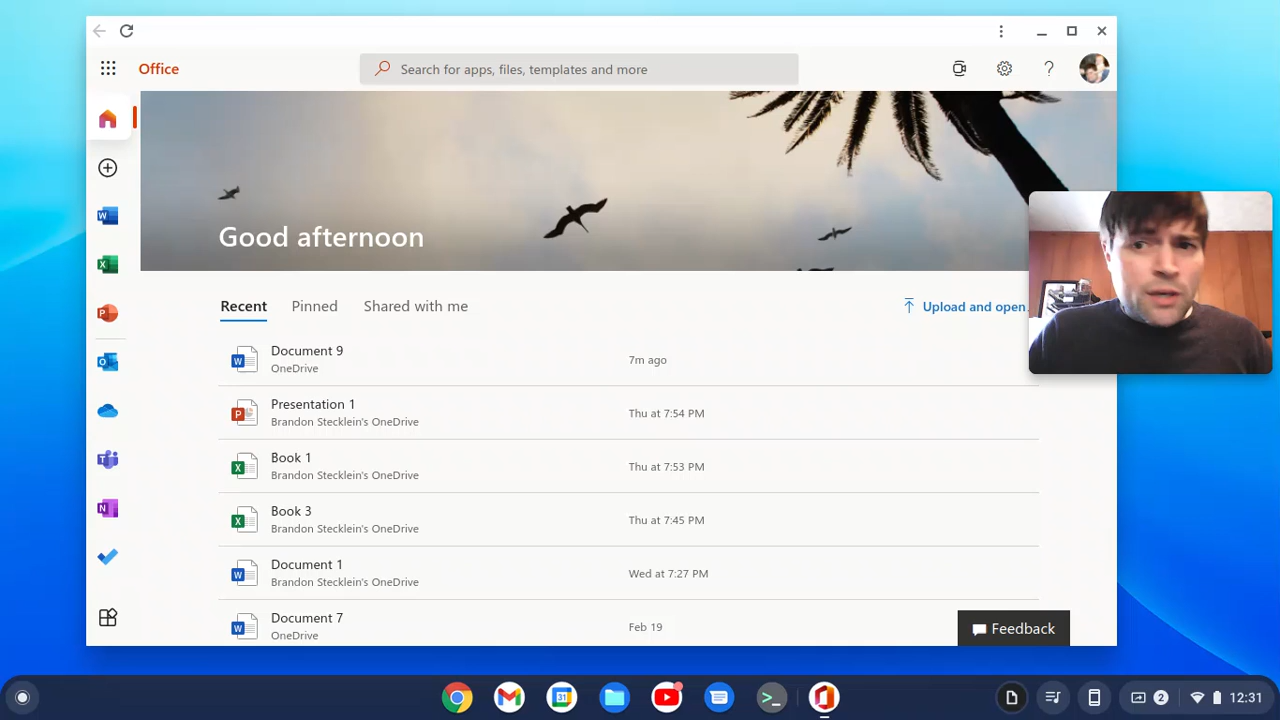 Office
Search for apps, files, templates and more
Good afternoon
Recent
Pinned
Shared with me
Upload and open
Document 9
OneDrive
7m ago
Presentation 1
Brandon Stecklein's OneDrive
Thu at 7:54 PM
Book 1
Brandon Stecklein's OneDrive
Thu at 7:53 PM
Book 3
Brandon Stecklein's OneDrive
Thu at 7:45 PM
Document 1
Brandon Stecklein's OneDrive
Wed at 7:27 PM
Document 7
OneDrive
Feb 19
Feedback
2
12:31